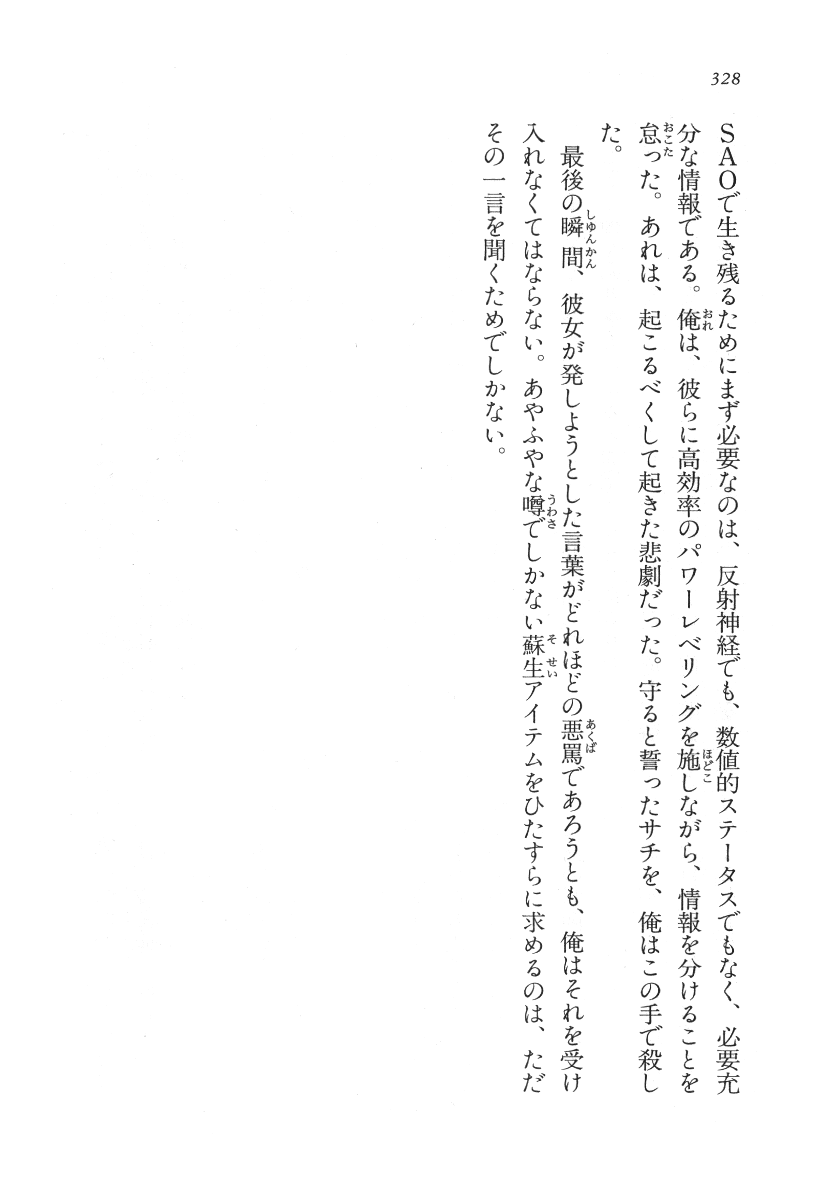 328
SAOで生き残るためにまず必要なのは、反射神経でも、数値的ステータスでもなく、必要充
分な情報である。俺は、彼らに高効率のパワーレベリングを施しながら、情報を分けることを
怠った。あれは、起こるべくして起きた悲劇だった。守ると誓ったサチを、俺はこの手で殺し
た。
最後の瞬間、彼女が発しようとした言葉がどれほどの悪罵であろうとも、俺はそれを受け
入れなくてはならない。あやふやな噂でしかない蘇生アイテムをひたすらに求めるのは、ただ
その一言を聞くためでしかない。